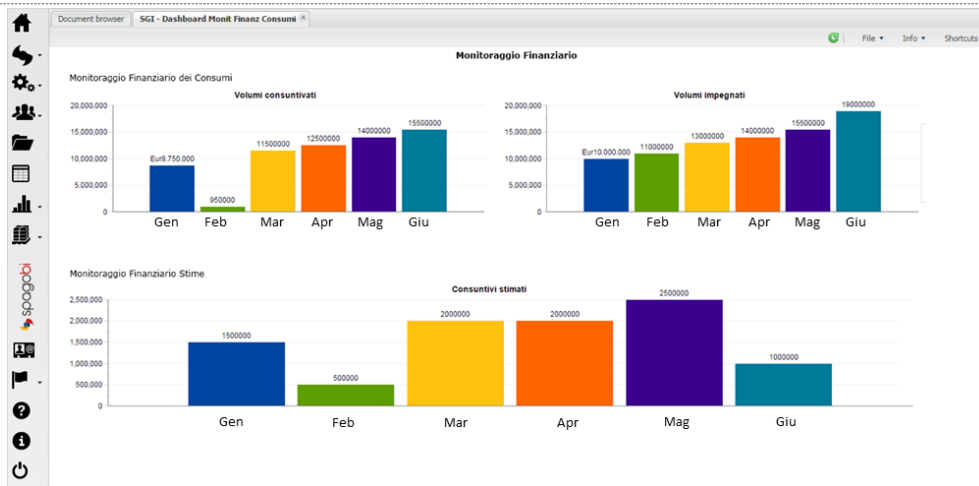 Document browser SGI - Dashboard Monit Finanz Consumi ×
File Info Shortcuts
Monitoraggio Finanziario
Monitoraggio Finanziario dei Consumi
Volumi consuntivati
20,000,000
15,000,000
10,000,000
5,000,000
0
Eur8.750.000
950000
11500000
12500000
14000000
15500000
Gen Feb Mar Apr Mag Giu
Volumi impegnati
20,000,000
15,000,000
10,000,000
5,000,000
0
Eur10.000.000
11000000
13000000
14000000
15500000
19000000
Gen Feb Mar Apr Mag Giu
spagobi
Monitoraggio Finanziario Stime
Consuntivi stimati
2,500,000
2,000,000
1,500,000
1,000,000
500,000
0
1500000
500000
2000000
2000000
2500000
1000000
Gen Feb Mar Apr Mag Giu